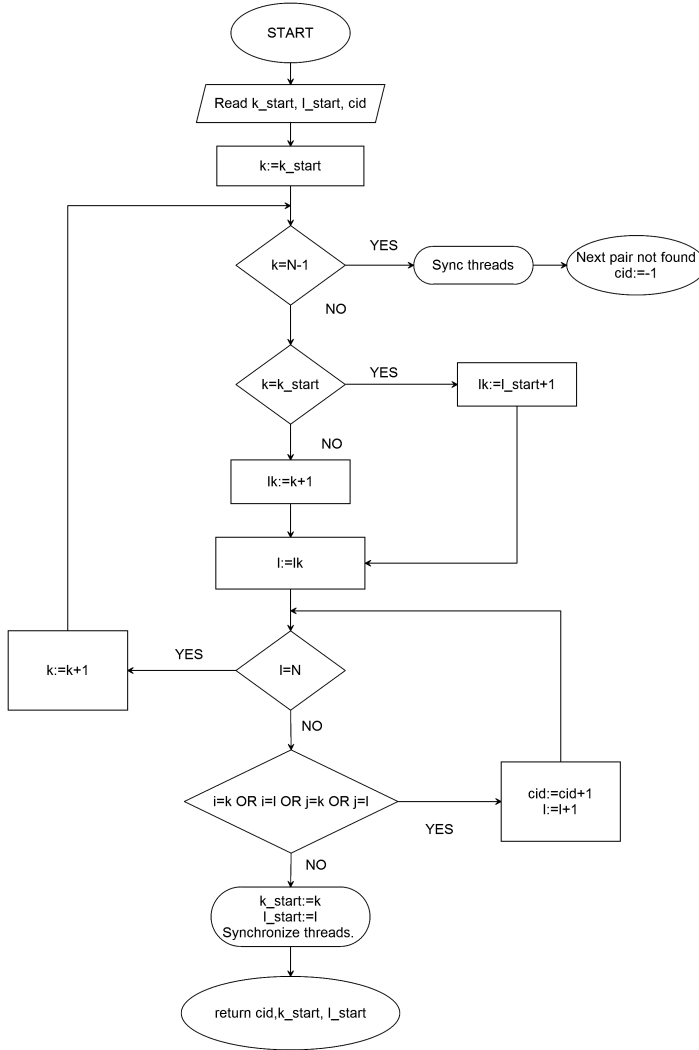 START
Read k_start, l_start, cid
k:=k_start
k=N-1
YES
Sync threads
Next pair not found
cid:=-1
NO
k=k_start
YES
lk:=l_start+1
NO
lk:=k+1
l:=lk
k:=k+1
YES
l=N
NO
i=k OR i=l OR j=k OR j=l
YES
cid:=cid+1
l:=l+1
NO
k_start:=k
l_start:=l
Synchronize threads.
return cid,k_start, l_start